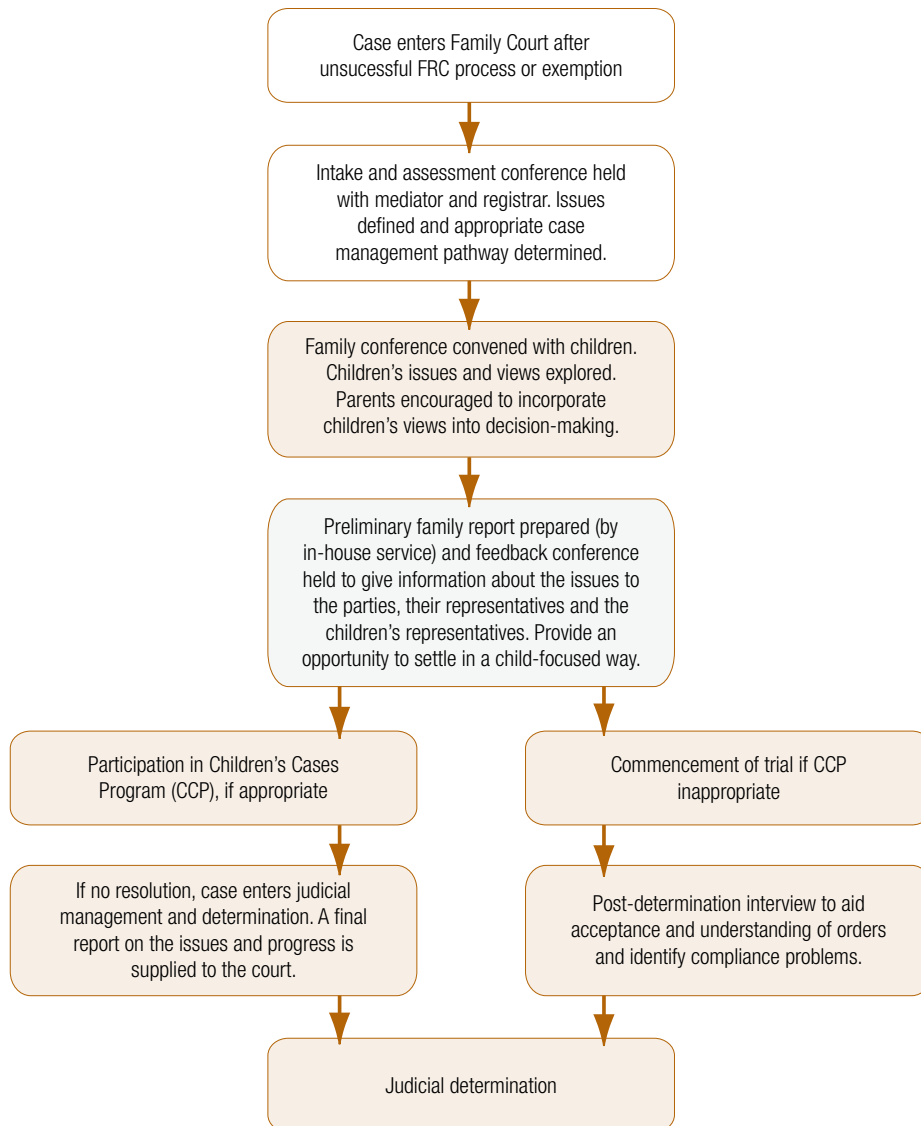 Case enters Family Court after
unsucessful FRC process or exemption
Intake and assessment conference held
with mediator and registrar. Issues
defined and appropriate case
management pathway determined.
Family conference convened with children.
Children’s issues and views explored.
Parents encouraged to incorporate
children’s views into decision-making.
Preliminary family report prepared (by
in-house service) and feedback conference
held to give information about the issues to
the parties, their representatives and the
children’s representatives. Provide an
opportunity to settle in a child-focused way.
Participation in Children’s Cases
Program (CCP), if appropriate
Commencement of trial if CCP
inappropriate
If no resolution, case enters judicial
management and determination. A final
report on the issues and progress is
supplied to the court.
Post-determination interview to aid
acceptance and understanding of orders
and identify compliance problems.
Judicial determination